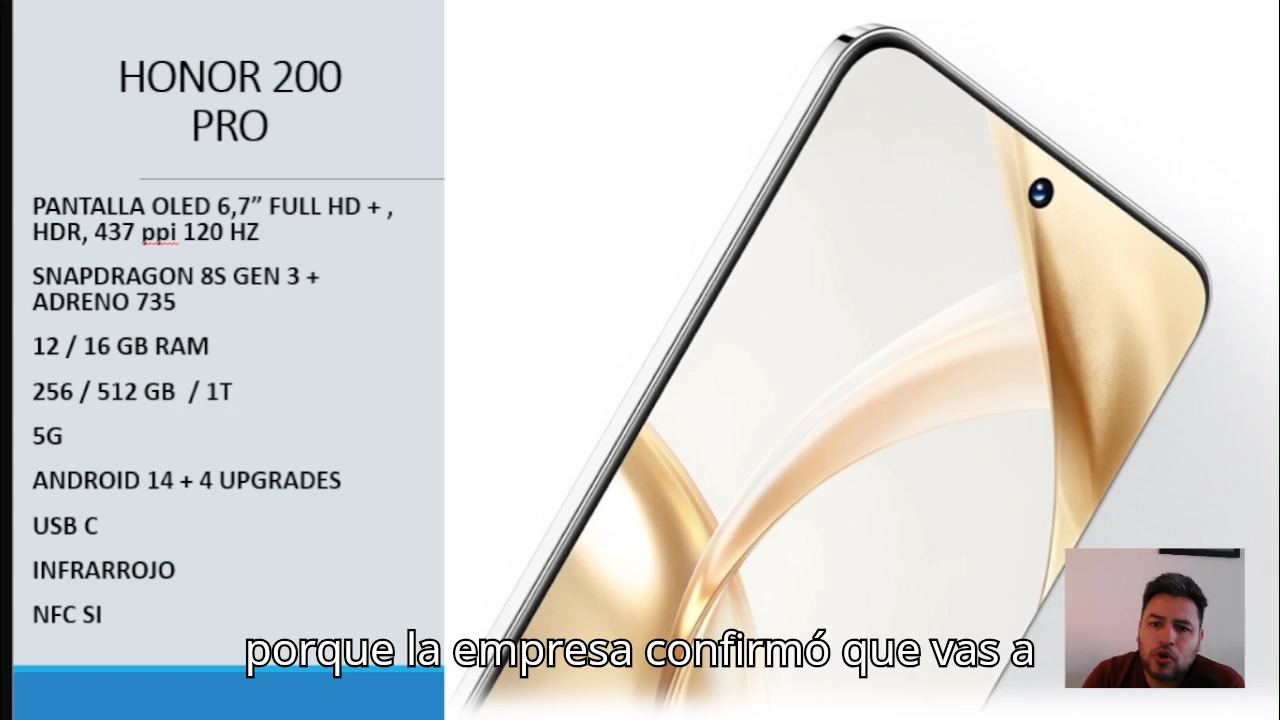 HONOR 200
PRO
PANTALLA OLED 6,7” FULL HD + ,
HDR, 437 ppi 120 HZ
SNAPDRAGON 8S GEN 3 +
ADRENO 735
12 / 16 GB RAM
256 / 512 GB / 1T
5G
ANDROID 14 + 4 UPGRADES
USB C
INFRARROJO
NFC SI
porque la empresa confirmó que vas a